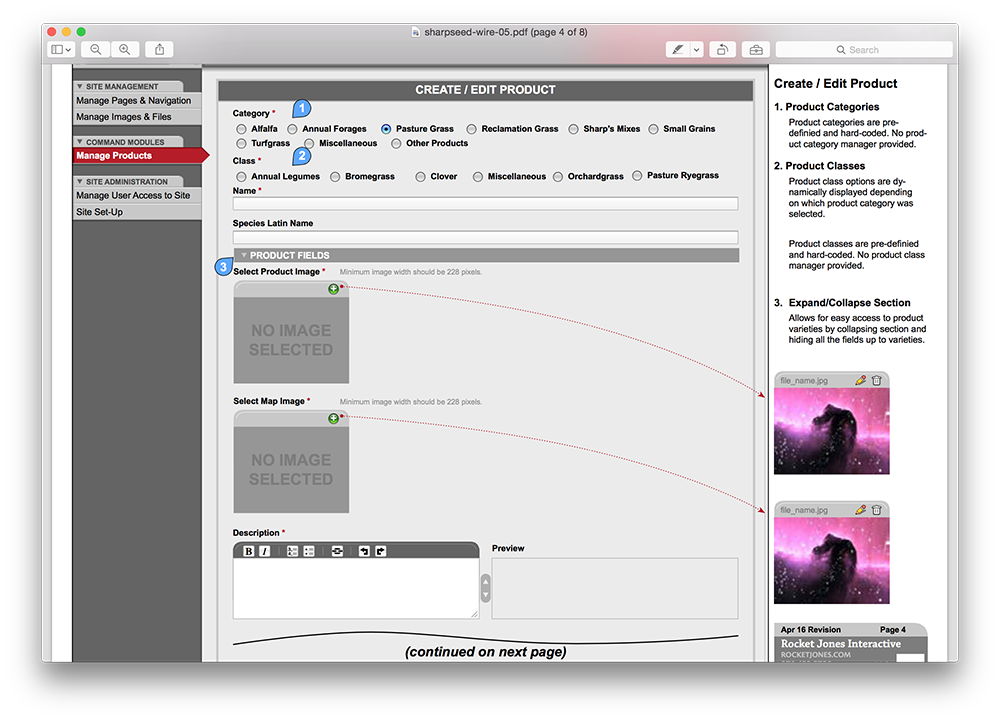 sharpseed-wire-05.pdf (page 4 of 8)
Search
SITE MANAGEMENT
Manage Pages & Navigation
Manage Images & Files
COMMAND MODULES
Manage Products
SITE ADMINISTRATION
Manage User Access to Site
Site Set-Up
CREATE / EDIT PRODUCT
Category * 1
Alfalfa Annual Forages Pasture Grass Reclamation Grass Sharp's Mixes Small Grains
Turfgrass Miscellaneous Other Products
Class * 2
Annual Legumes Bromegrass Clover Miscellaneous Orchardgrass Pasture Ryegrass
Name *
Species Latin Name
PRODUCT FIELDS
3
Select Product Image * Minimum image width should be 228 pixels.
NO IMAGE
SELECTED
Select Map Image * Minimum image width should be 228 pixels.
NO IMAGE
SELECTED
Description *
B I
Preview
(continued on next page)
Create / Edit Product
1. Product Categories
Product categories are pre-
definied and hard-coded. No prod-
uct category manager provided.
2. Product Classes
Product class options are dy-
namically displayed depending
on which product category was
selected.
Product classes are pre-definied
and hard-coded. No product class
manager provided.
3. Expand/Collapse Section
Allows for easy access to product
varieties by collapsing section and
hiding all the fields up to varieties.
file_name.jpg
file_name.jpg
Apr 16 Revision Page 4
Rocket Jones Interactive
ROCKETJONES.COM